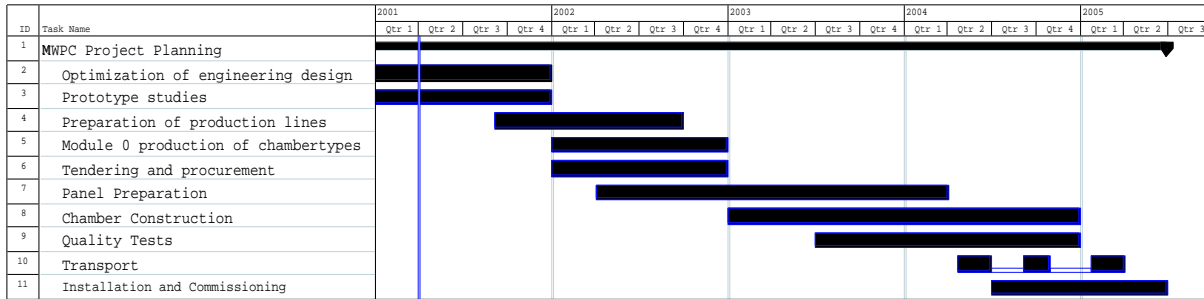 2001 2002 2003 2004 2005
ID Task Name Qtr 1 Qtr 2 Qtr 3 Qtr 4 Qtr 1 Qtr 2 Qtr 3 Qtr 4 Qtr 1 Qtr 2 Qtr 3 Qtr 4 Qtr 1 Qtr 2 Qtr 3 Qtr 4 Qtr 1 Qtr 2 Qtr 3
1 MWPC Project Planning
2 Optimization of engineering design
3 Prototype studies
4 Preparation of production lines
5 Module 0 production of chambertypes
6 Tendering and procurement
7 Panel Preparation
8 Chamber Construction
9 Quality Tests
10 Transport
11 Installation and Commissioning